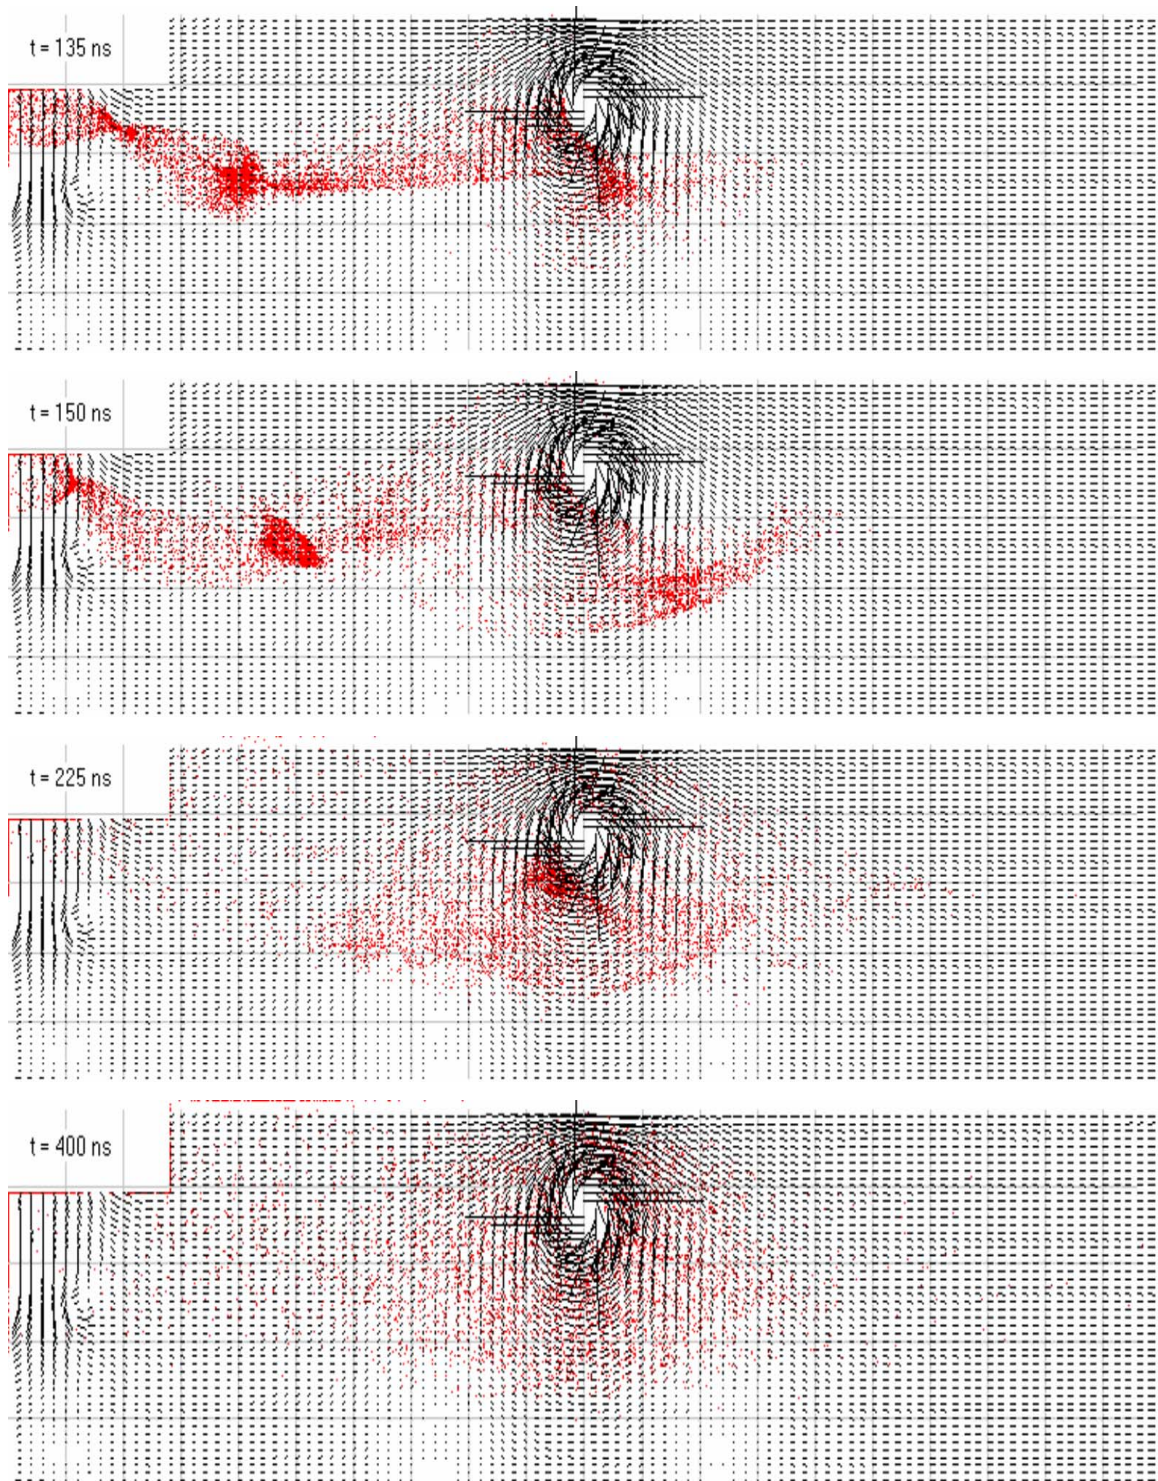 t = 135 ns
t = 150 ns
t = 225 ns
t = 400 ns